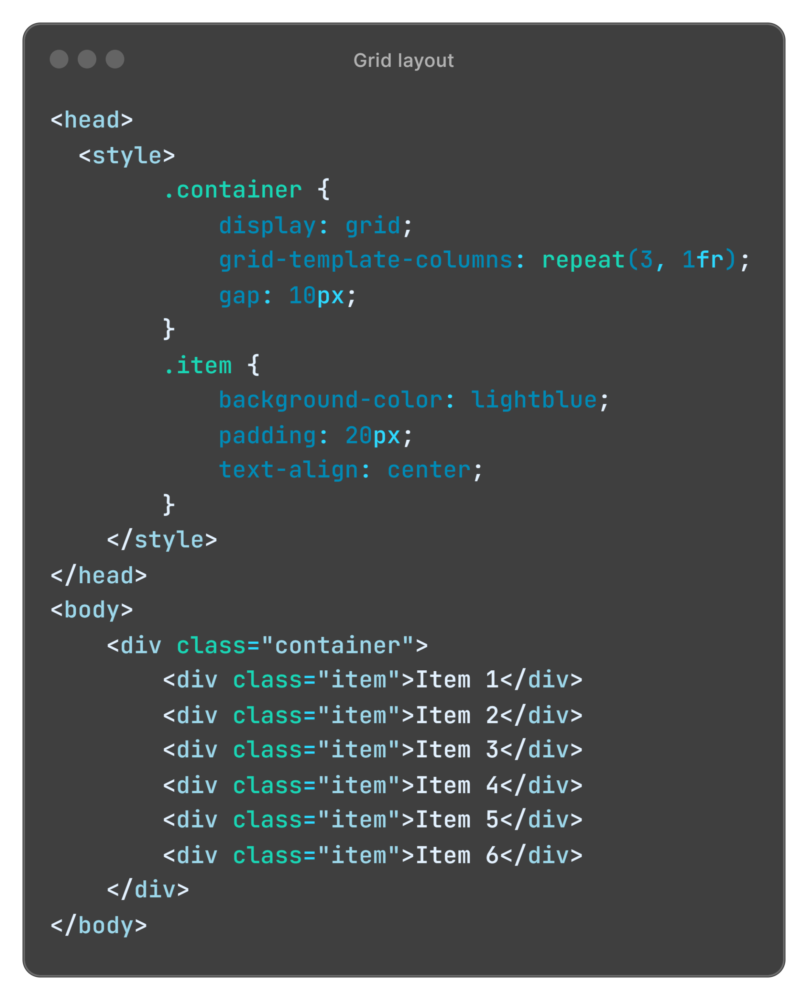 Grid layout
<head>
  <style>
        .container {
            display: grid;
            grid-template-columns: repeat(3, 1fr);
            gap: 10px;
        }
        .item {
            background-color: lightblue;
            padding: 20px;
            text-align: center;
        }
    </style>
</head>
<body>
    <div class="container">
        <div class="item">Item 1</div>
        <div class="item">Item 2</div>
        <div class="item">Item 3</div>
        <div class="item">Item 4</div>
        <div class="item">Item 5</div>
        <div class="item">Item 6</div>
    </div>
</body>